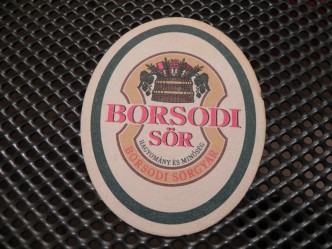 BORSODI
SÖR
HAGYOMÁNY ÉS MINŐSÉG
BORSODI SÖRGYÁR